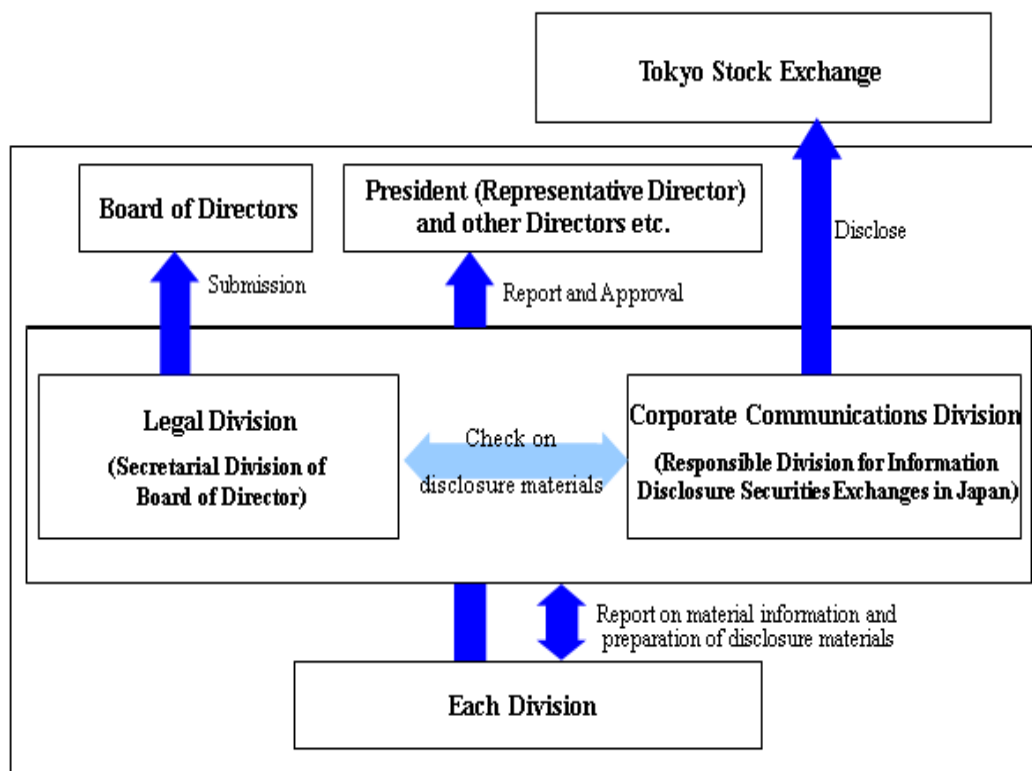 Tokyo Stock Exchange
Board of Directors
President (Representative Director)
and other Directors etc.
Disclose
Submission
Report and Approval
Legal Division
(Secretarial Division of
Board of Director)
Check on
disclosure materials
Corporate Communications Division
(Responsible Division for Information
Disclosure Securities Exchanges in Japan)
Report on material information and
preparation of disclosure materials
Each Division